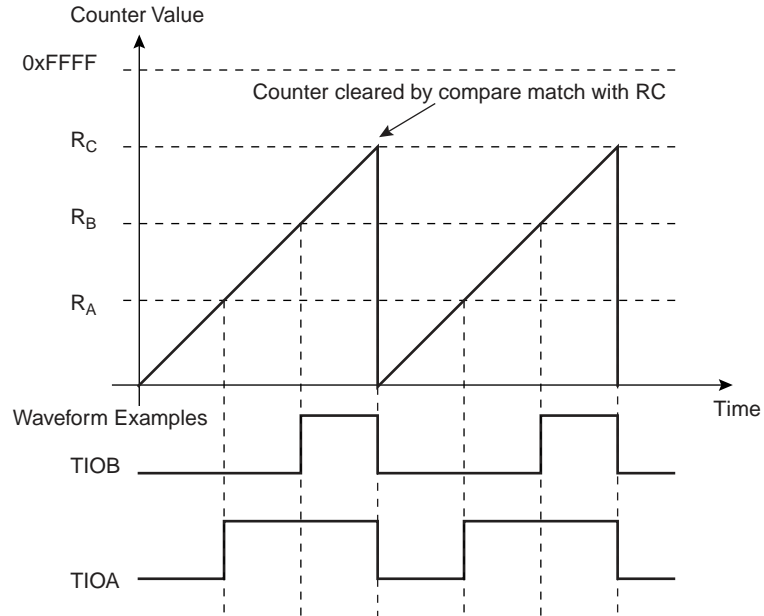 Counter Value
0xFFFF
Counter cleared by compare match with RC
RC
RB
RA
Time
Waveform Examples
TIOB
TIOA